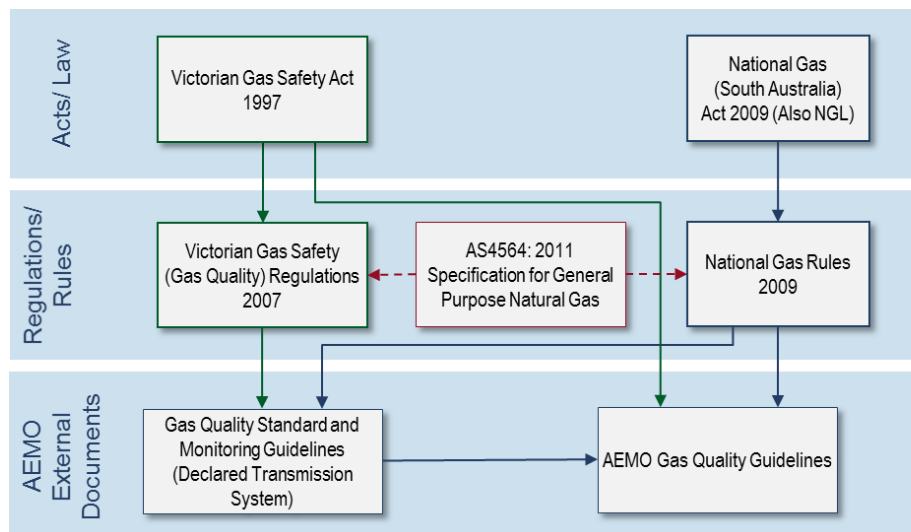 Acts/ Law
Victorian Gas Safety Act
1997
National Gas
(South Australia)
Act 2009 (Also NGL)
Regulations/
Rules
Victorian Gas Safety
(Gas Quality) Regulations
2007
AS4564: 2011
Specification for General
Purpose Natural Gas
National Gas Rules
2009
AEMO
External
Documents
Gas Quality Standard and
Monitoring Guidelines
(Declared Transmission
System)
AEMO Gas Quality Guidelines